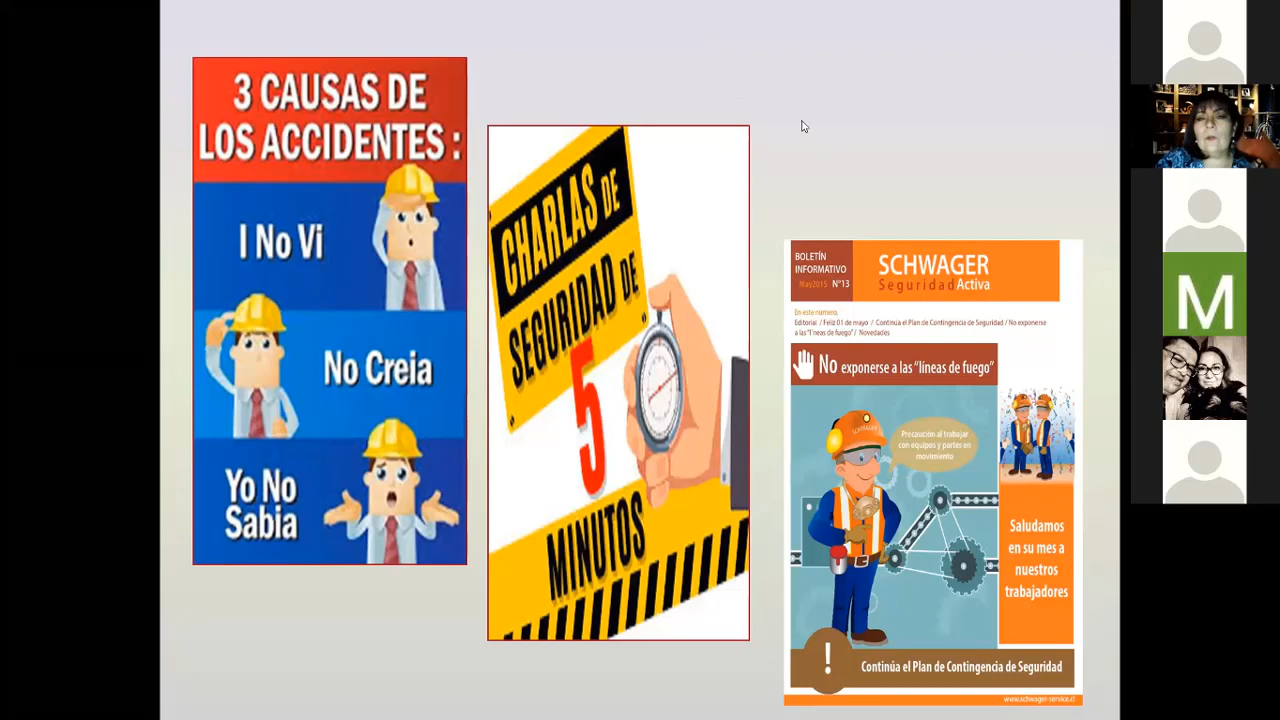 3 CAUSAS DE
LOS ACCIDENTES :
I No Vi
No Creia
Yo No
Sabia
CHARLAS DE
SEGURIDAD DE
5
MINUTOS
BOLETÍN
INFORMATIVO
May2015 N°13
SCHWAGER
SeguridadActiva
En este número,
Editorial / Feliz 01 de mayo / Continúa el Plan de Contingencia de Seguridad / No exponerse
a las "líneas de fuego" / Novedades
No exponerse a las "líneas de fuego"
SCHWAGER
Precaución al trabajar
con equipos y partes en
movimiento
Saludamos
en su mes a
nuestros
trabajadores
! Continúa el Plan de Contingencia de Seguridad
www.schwager-service.cl
M